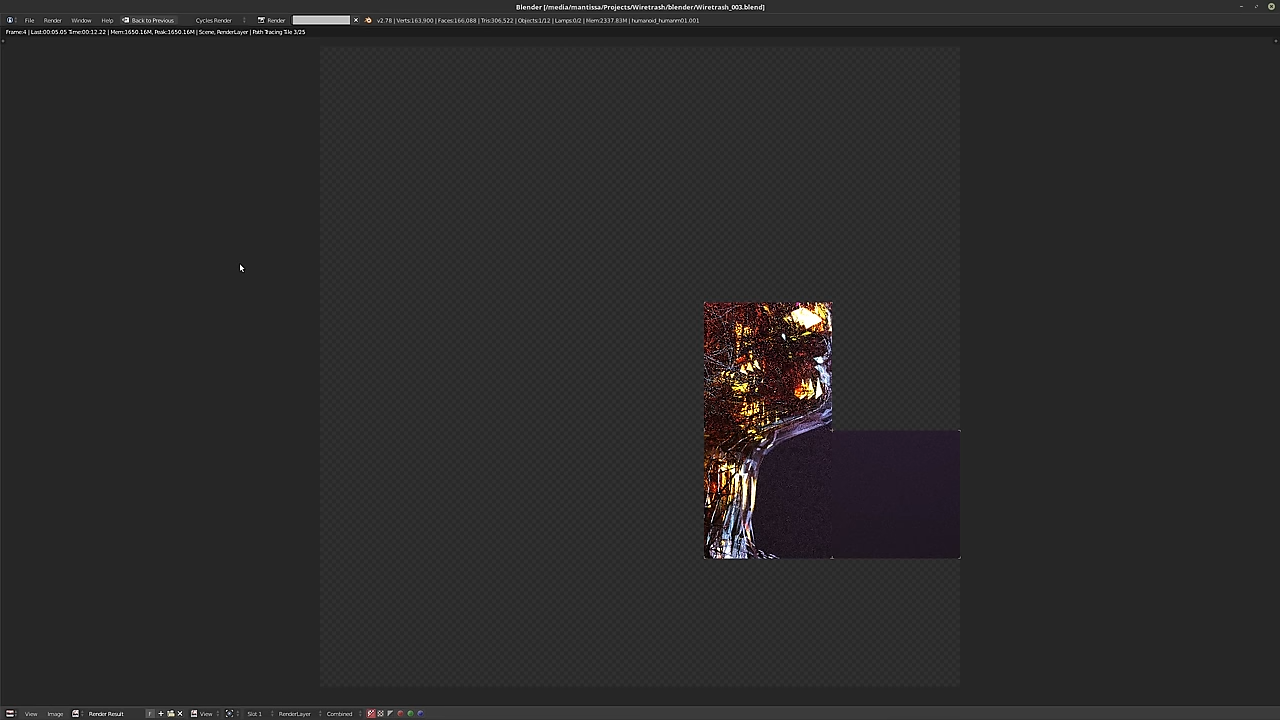 Blender [/media/mantissa/Projects/Wiretrash/blender/Wiretrash_003.blend]
File Render Window Help Back to Previous Cycles Render Render v2.78 | Verts:163,900 | Faces:166,088 | Tris:306,522 | Objects:1/12 | Lamps:0/2 | Mem:2337.83M | humanxd_humanm01.001
Frame:4 | Last:00:05.05 Time:00:12.22 | Mem:1650.16M, Peak:1650.16M | Scene, RenderLayer | Path Tracing Tile 3/25
View Image Render Result F View Slot 1 RenderLayer Combined